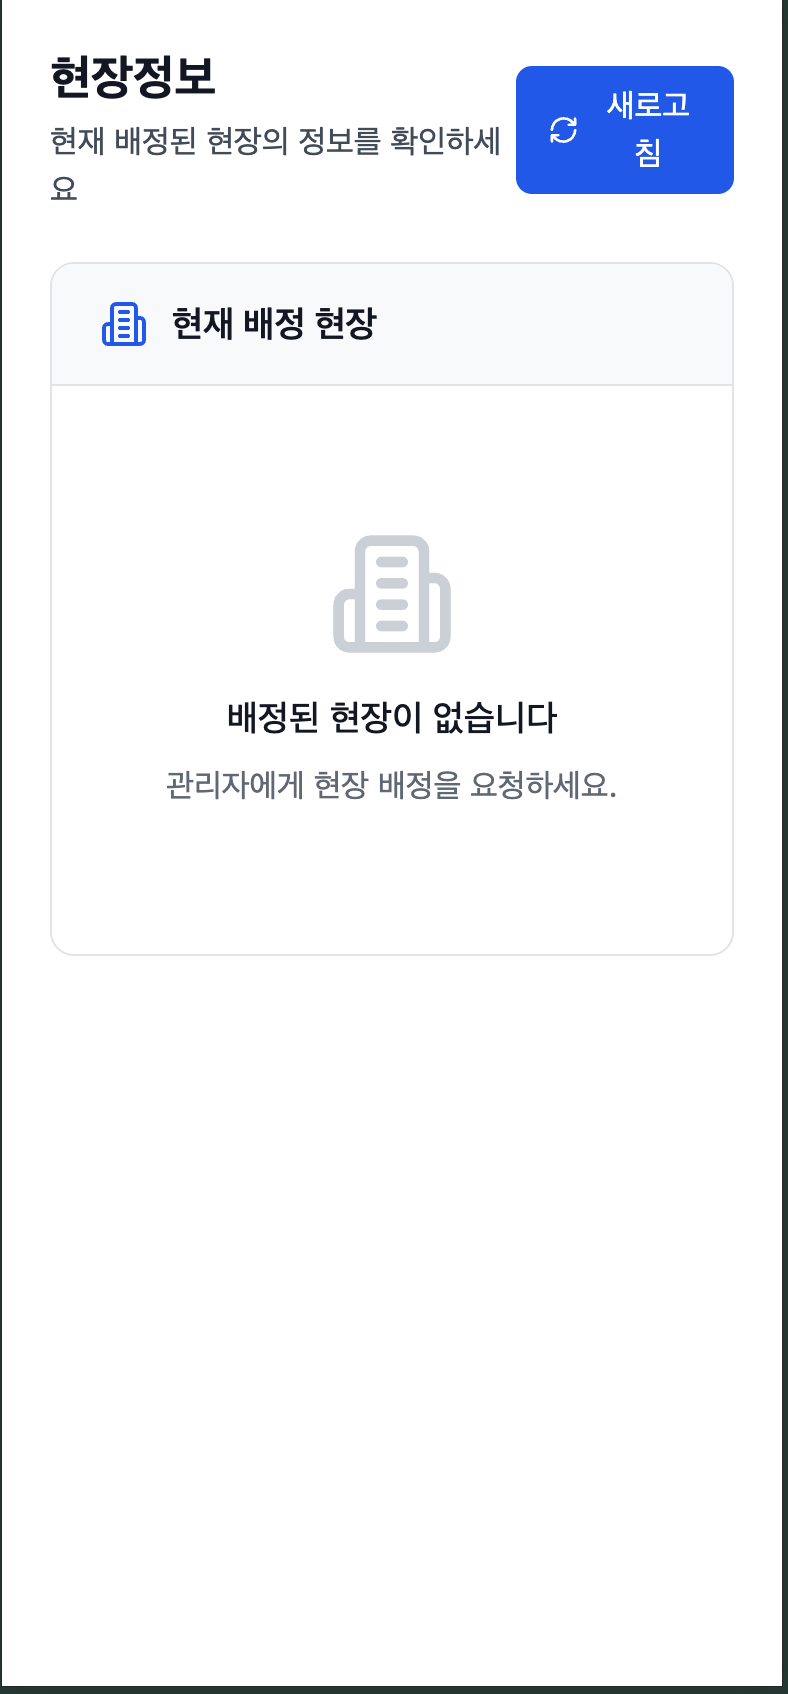 현장정보
현재 배정된 현장의 정보를 확인하세
요
새로고
침
현재 배정 현장
배정된 현장이 없습니다
관리자에게 현장 배정을 요청하세요.